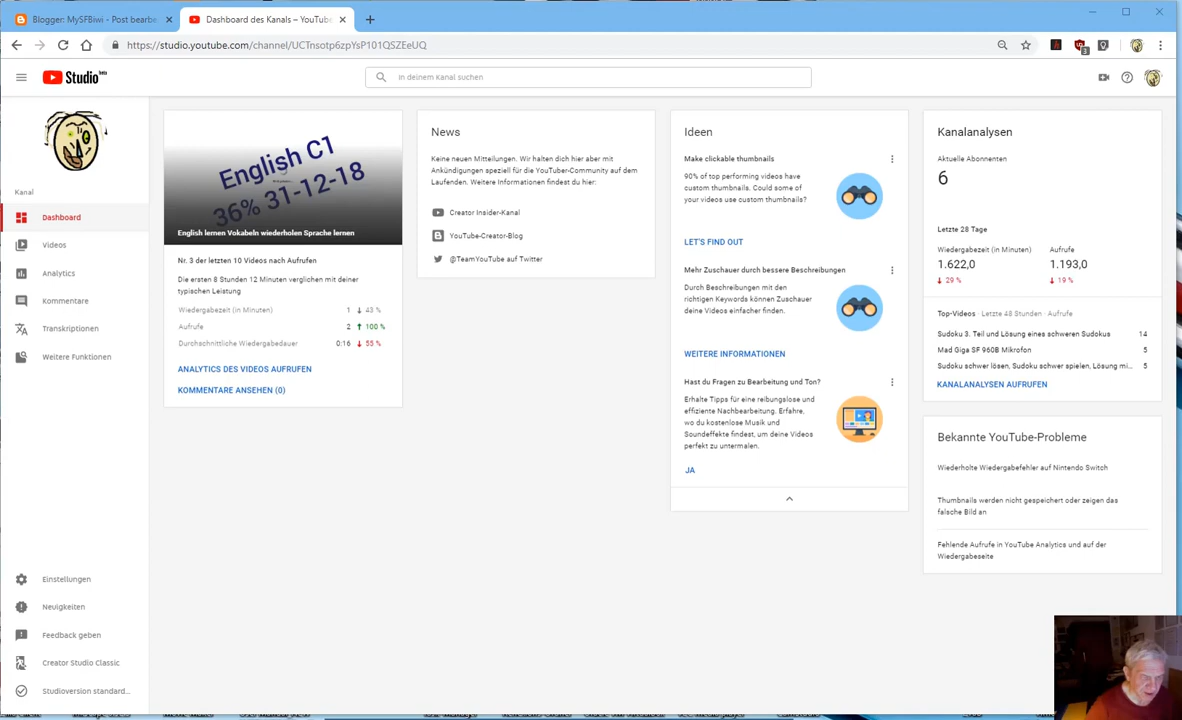 Blogger: MySFBiwi - Post bearbe
Dashboard des Kanals – YouTube
https://studio.youtube.com/channel/UCTnsotp6zpYsP101QSZEeUQ
3
Studio beta
in deinem Kanal suchen
Kanal
Dashboard
Videos
Analytics
Kommentare
Transkriptionen
Weitere Funktionen
Einstellungen
Neuigkeiten
Feedback geben
Creator Studio Classic
Studioversion standard...
English C1
36% 31-12-18
English lernen Vokabeln wiederholen Sprache lernen
Nr. 3 der letzten 10 Videos nach Aufrufen
Die ersten 8 Stunden 12 Minuten verglichen mit deiner
typischen Leistung
Wiedergabezeit (in Minuten) 1 ↓ 43 %
Aufrufe 2 ↑ 100 %
Durchschnittliche Wiedergabedauer 0:16 ↓ 55 %
ANALYTICS DES VIDEOS AUFRUFEN
KOMMENTARE ANSEHEN (0)
News
Keine neuen Mitteilungen. Wir halten dich hier aber mit
Ankündigungen speziell für die YouTuber-Community auf dem
Laufenden. Weitere Informationen findest du hier:
Creator Insider-Kanal
YouTube-Creator-Blog
@TeamYouTube auf Twitter
Ideen
Make clickable thumbnails
90% of top performing videos have
custom thumbnails. Could some of
your videos use custom thumbnails?
LET'S FIND OUT
Mehr Zuschauer durch bessere Beschreibungen
Durch Beschreibungen mit den
richtigen Keywords können Zuschauer
deine Videos einfacher finden.
WEITERE INFORMATIONEN
Hast du Fragen zu Bearbeitung und Ton?
Erhalte Tipps für eine reibungslose und
effiziente Nachbearbeitung. Erfahre,
wo du kostenlose Musik und
Soundeffekte findest, um deine Videos
perfekt zu untermalen.
JA
Kanalanalysen
Aktuelle Abonnenten
6
Letzte 28 Tage
Wiedergabezeit (in Minuten) Aufrufe
1.622,0 1.193,0
↓ 29 % ↓ 19 %
Top-Videos · Letzte 48 Stunden · Aufrufe
Sudoku 3. Teil und Lösung eines schweren Sudokus 14
Mad Giga SF 960B Mikrofon 5
Sudoku schwer lösen, Sudoku schwer spielen, Lösung mi... 5
KANALANALYSEN AUFRUFEN
Bekannte YouTube-Probleme
Wiederholte Wiedergabefehler auf Nintendo Switch
Thumbnails werden nicht gespeichert oder zeigen das
falsche Bild an
Fehlende Aufrufe in YouTube Analytics und auf der
Wiedergabeseite